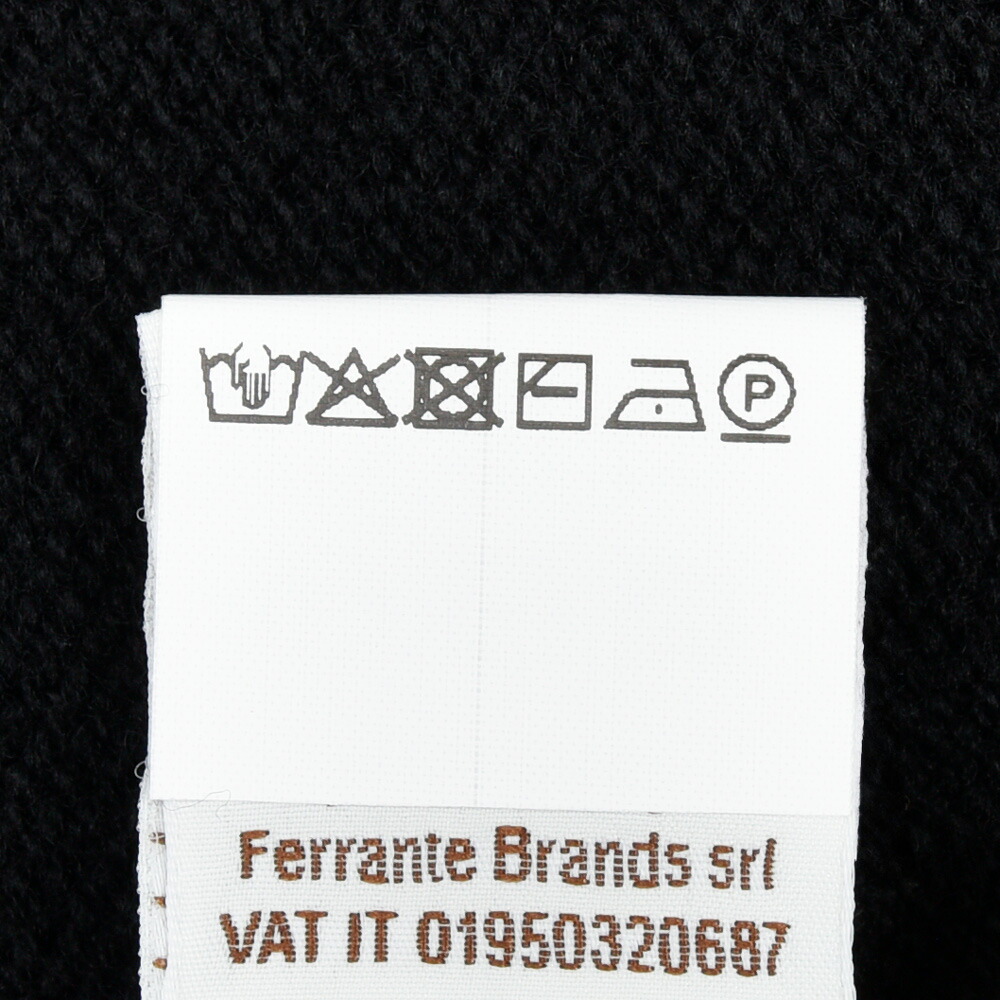 P
Ferrante Brands srl
VAT IT 01950320687